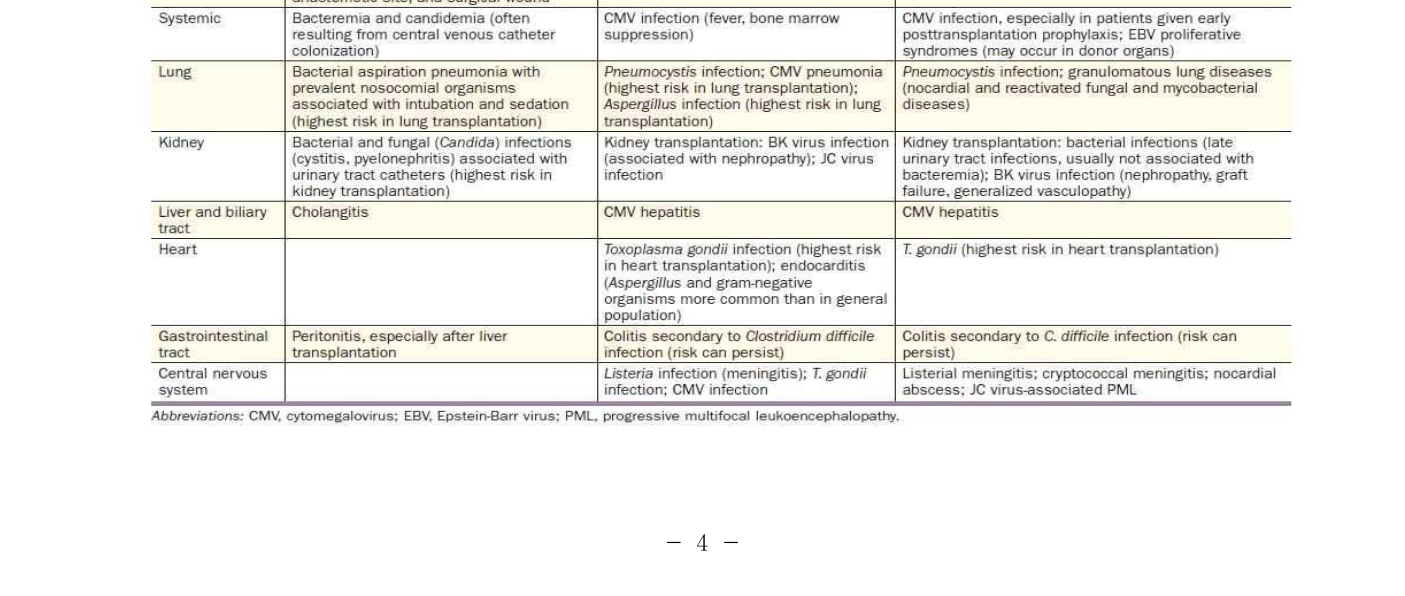 anastomotic site, and surgical wound
Systemic
Bacteremia and candidemia (often
resulting from central venous catheter
colonization)
CMV infection (fever, bone marrow
suppression)
CMV infection, especially in patients given early
posttransplantation prophylaxis; EBV proliferative
syndromes (may occur in donor organs)
Lung
Bacterial aspiration pneumonia with
prevalent nosocomial organisms
associated with intubation and sedation
(highest risk in lung transplantation)
Pneumocystis infection; CMV pneumonia
(highest risk in lung transplantation);
Aspergillus infection (highest risk in lung
transplantation)
Pneumocystis infection; granulomatous lung diseases
(nocardial and reactivated fungal and mycobacterial
diseases)
Kidney
Bacterial and fungal (Candida) infections
(cystitis, pyelonephritis) associated with
urinary tract catheters (highest risk in
kidney transplantation)
Kidney transplantation: BK virus infection
(associated with nephropathy); JC virus
infection
Kidney transplantation: bacterial infections (late
urinary tract infections, usually not associated with
bacteremia); BK virus infection (nephropathy, graft
failure, generalized vasculopathy)
Liver and biliary
tract
Cholangitis
CMV hepatitis
CMV hepatitis
Heart
Toxoplasma gondii infection (highest risk
in heart transplantation); endocarditis
(Aspergillus and gram-negative
organisms more common than in general
population)
T. gondii (highest risk in heart transplantation)
Gastrointestinal
tract
Peritonitis, especially after liver
transplantation
Colitis secondary to Clostridium difficile
infection (risk can persist)
Colitis secondary to C. difficile infection (risk can
persist)
Central nervous
system
Listeria infection (meningitis); T. gondii
infection; CMV infection
Listerial meningitis; cryptococcal meningitis; nocardial
abscess; JC virus-associated PML
Abbreviations: CMV, cytomegalovirus; EBV, Epstein-Barr virus; PML, progressive multifocal leukoencephalopathy.
– 4 –